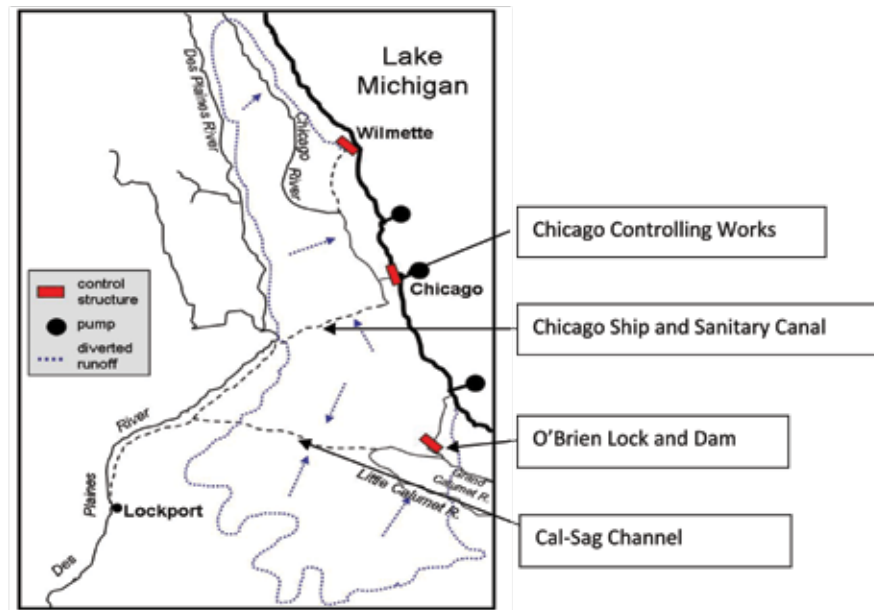 Lake
Michigan
Des Plaines River
Chicago
River
Wilmette
Chicago
control
structure
pump
diverted
runoff
River
Plaines
Des
Lockport
Grand
Calumet R.
Little Calumet R.
Chicago Controlling Works
Chicago Ship and Sanitary Canal
O'Brien Lock and Dam
Cal-Sag Channel